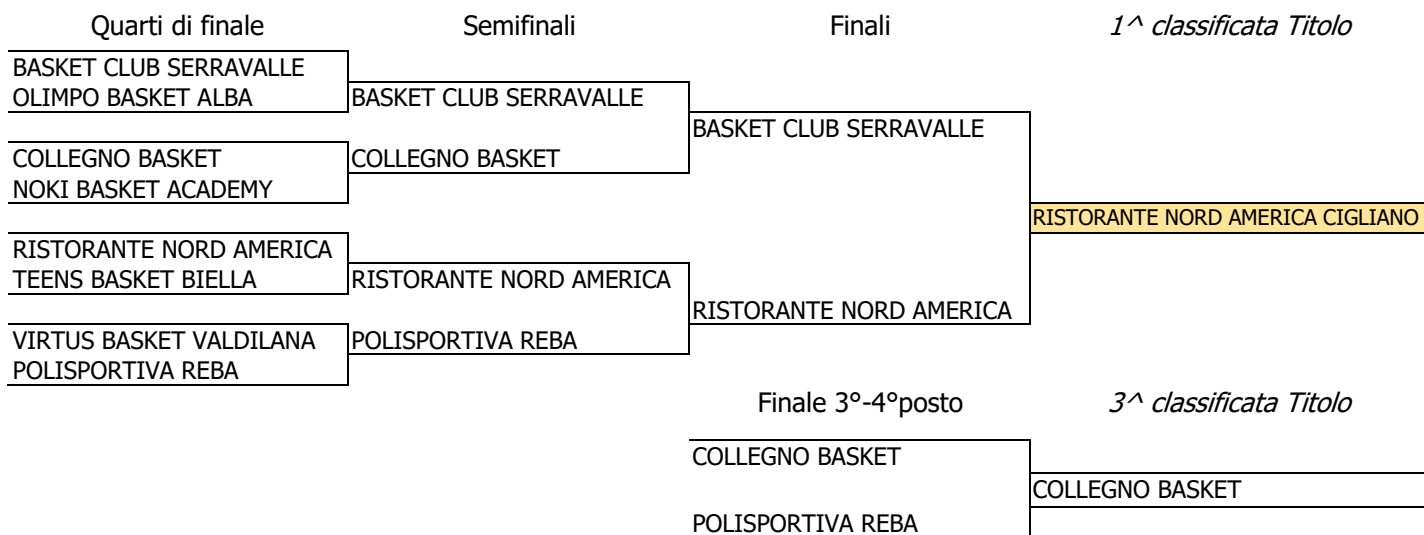 Quarti di finale Semifinali Finali 1^ classificata Titolo
BASKET CLUB SERRAVALLE
OLIMPO BASKET ALBA BASKET CLUB SERRAVALLE
BASKET CLUB SERRAVALLE
COLLEGNO BASKET COLLEGNO BASKET
NOKI BASKET ACADEMY
RISTORANTE NORD AMERICA CIGLIANO
RISTORANTE NORD AMERICA
TEENS BASKET BIELLA RISTORANTE NORD AMERICA
RISTORANTE NORD AMERICA
VIRTUS BASKET VALDILANA POLISPORTIVA REBA
POLISPORTIVA REBA
Finale 3°-4°posto 3^ classificata Titolo
COLLEGNO BASKET
COLLEGNO BASKET
POLISPORTIVA REBA